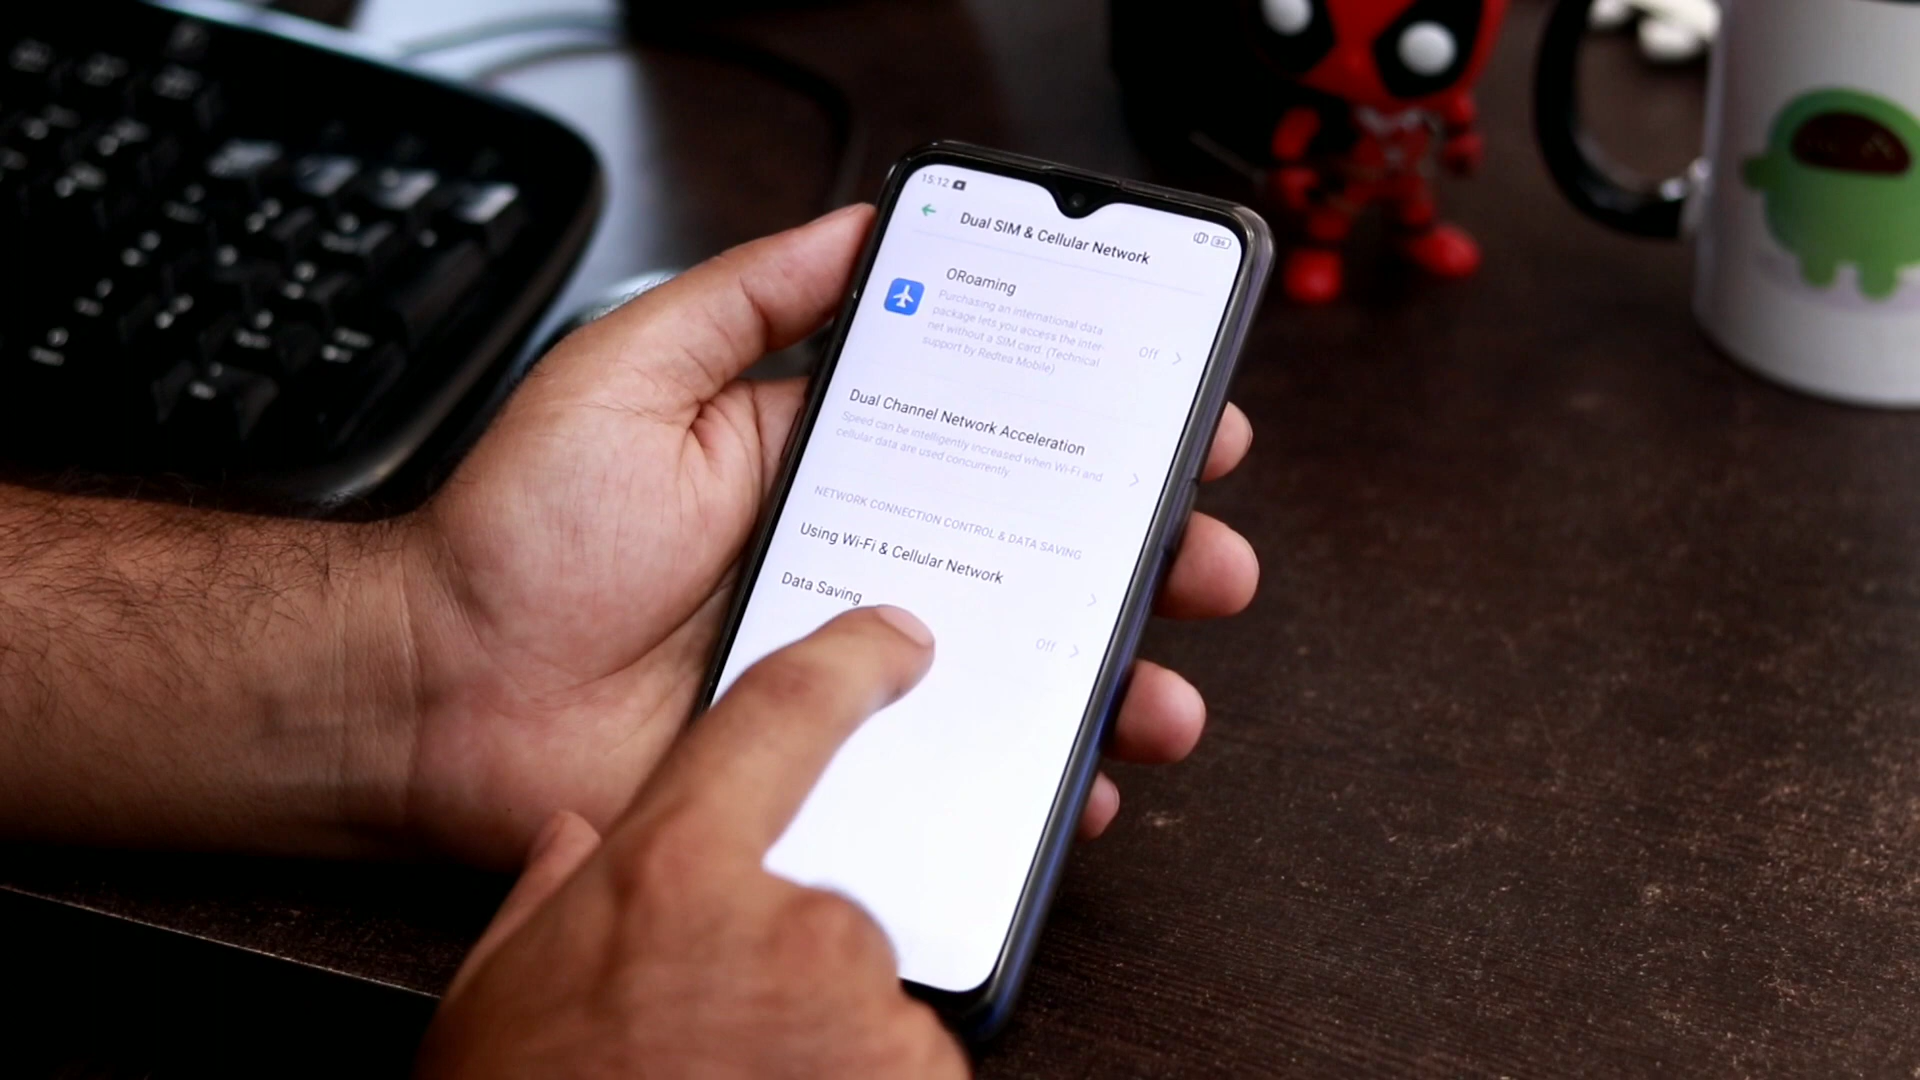 15:12
Dual SIM & Cellular Network
ORoaming
Purchasing an international data
package lets you access the inter-
net without a SIM card. (Technical
support by Redtea Mobile)
Off
Dual Channel Network Acceleration
Speed can be intelligently increased when Wi-Fi and
cellular data are used concurrently.
NETWORK CONNECTION CONTROL & DATA SAVING
Using Wi-Fi & Cellular Network
Data Saving
Off